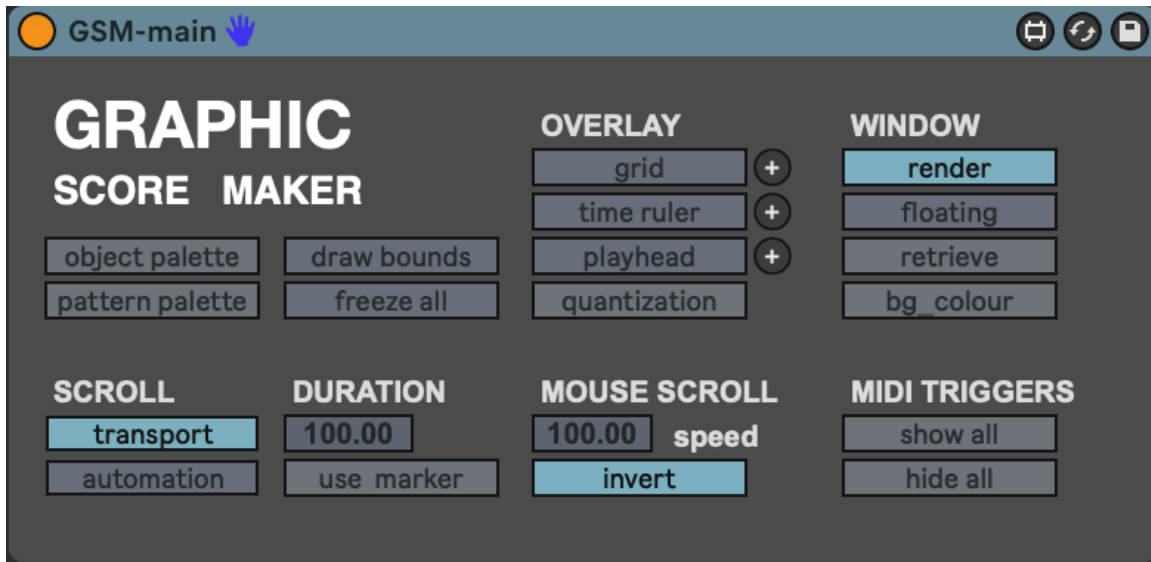 GSM-main
GRAPHIC
SCORE MAKER
object palette
draw bounds
pattern palette
freeze all
OVERLAY
grid +
time ruler +
playhead +
quantization
WINDOW
render
floating
retrieve
bg_colour
SCROLL
transport
automation
DURATION
100.00
use marker
MOUSE SCROLL
100.00 speed
invert
MIDI TRIGGERS
show all
hide all